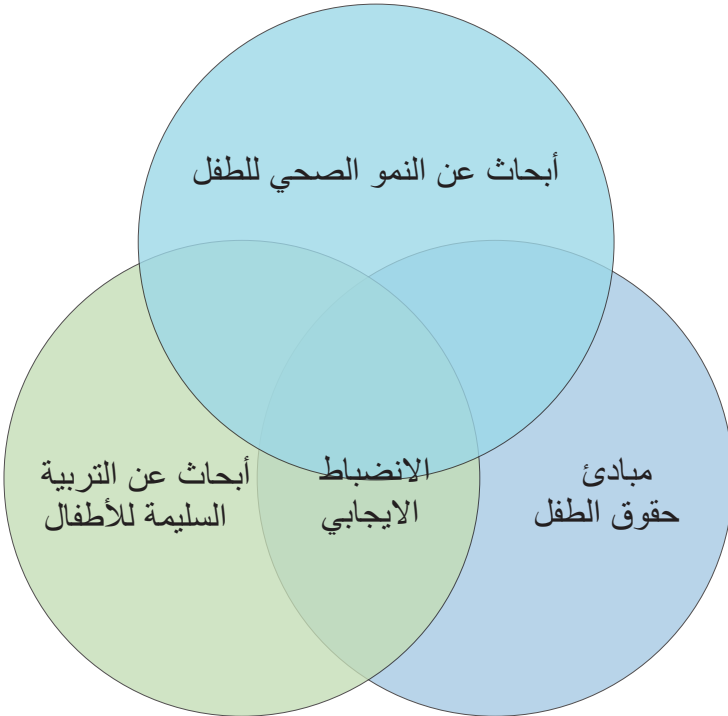 أبحاث عن النمو الصحي للطفل
مبادئ
حقوق الطفل
الانضباط
الايجابي
أبحاث عن التربية
السليمة للأطفال